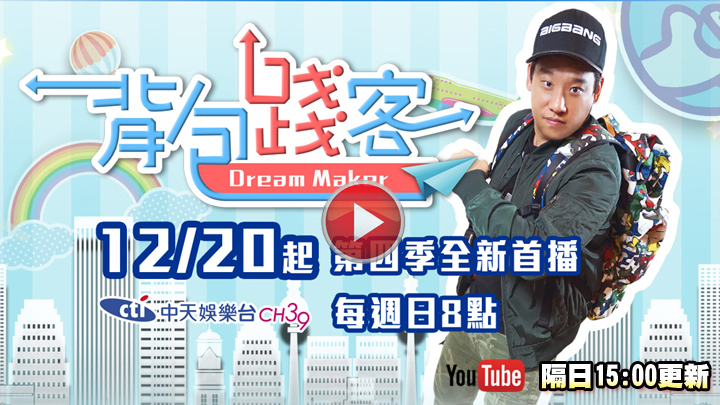 BIGBANG
背包踐客
Dream Maker
12/20起 第四季全新首播
cti 中天娛樂台 CH39 每週日8點
YouTube 隔日15:00更新